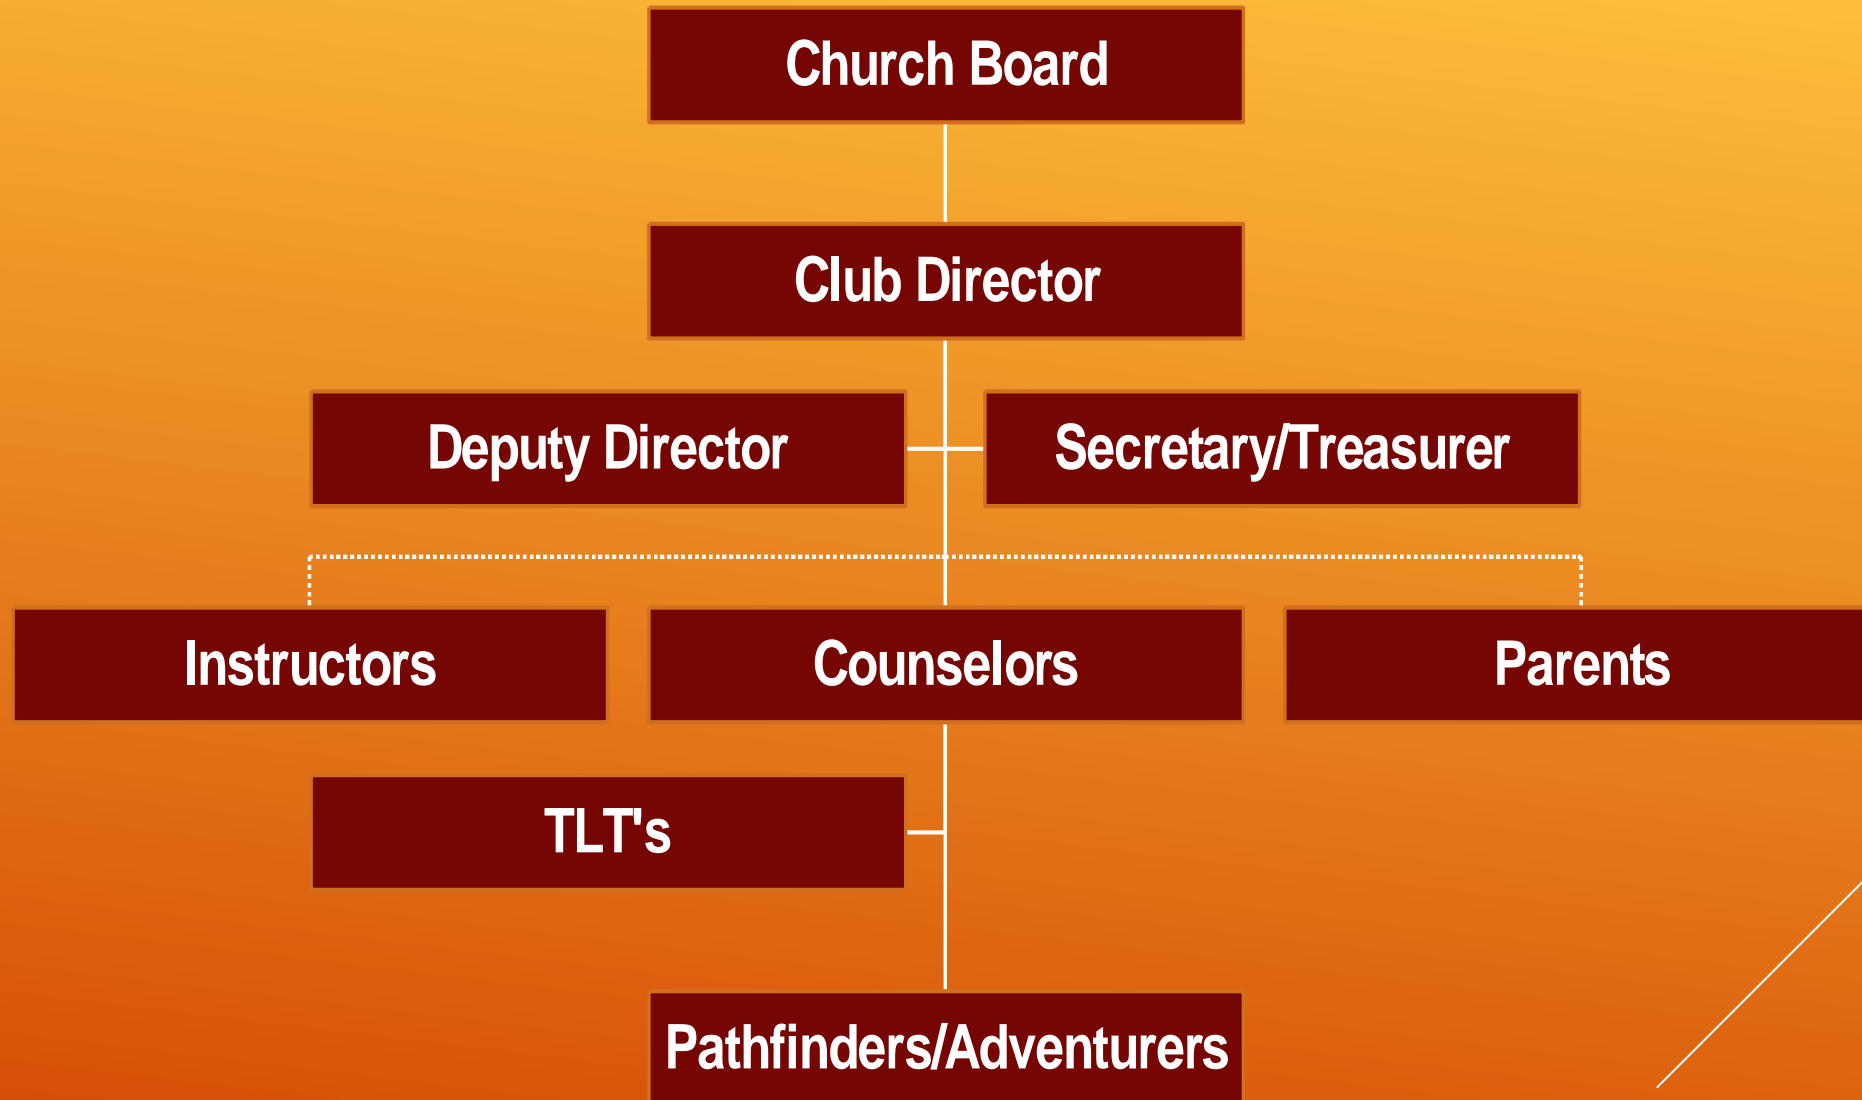 Church Board
Club Director
Deputy Director
Secretary/Treasurer
Instructors
Counselors
Parents
TLT's
Pathfinders/Adventurers